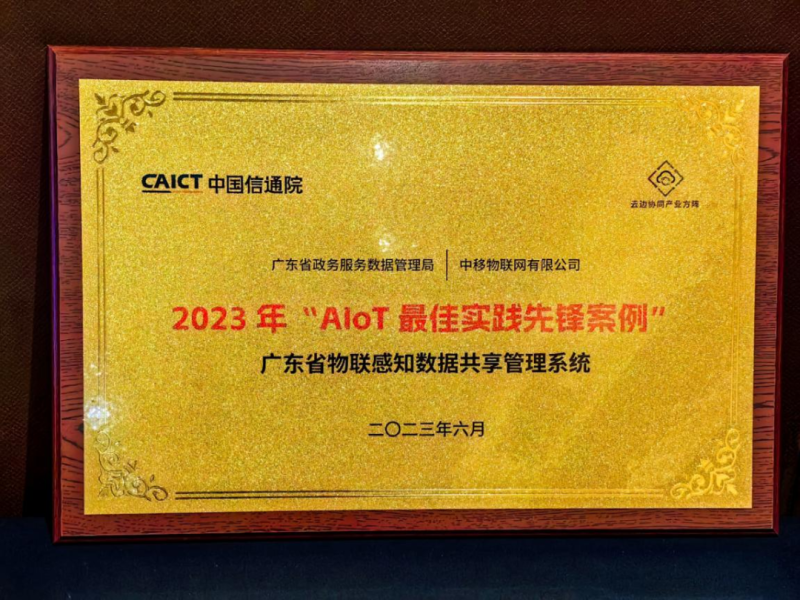 CAICT 中国信通院
云边协同产业方阵
广东省政务服务数据管理局 | 中移物联网有限公司
2023 年 “AIoT 最佳实践先锋案例”
广东省物联感知数据共享管理系统
二〇二三年六月